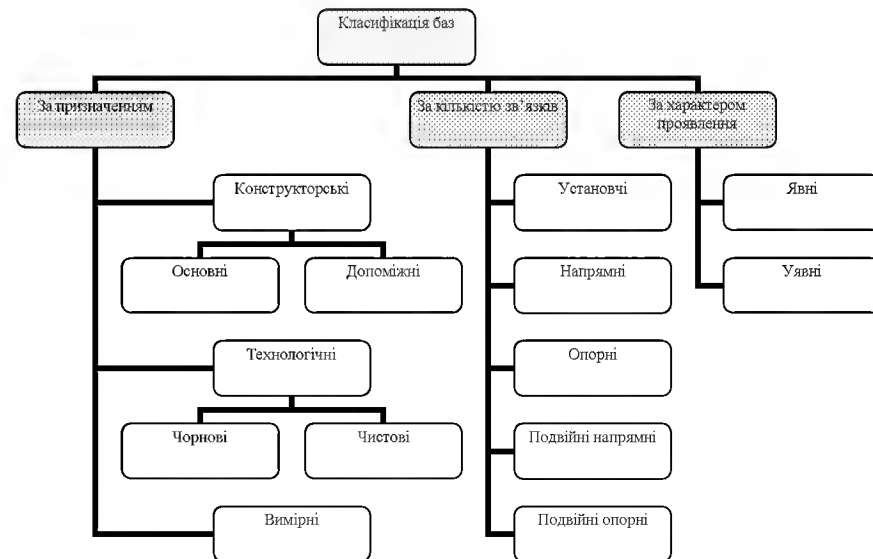 Класифікація баз
За призначенням
За кількістю зв’язків
За характером
проявлення
Конструкторські
Установчі
Явні
Основні
Допоміжні
Напрямні
Уявні
Технологічні
Опорні
Чорнові
Чистові
Подвійні напрямні
Вимірні
Подвійні опорні